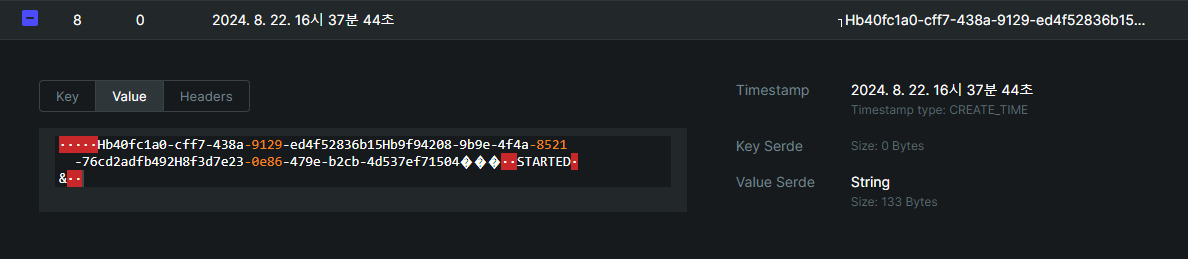 8 0 2024. 8. 22. 16시 37분 44초 ┐Hb40fc1a0-cff7-438a-9129-ed4f52836b15...
Key Value Headers
·····Hb40fc1a0-cff7-438a-9129-ed4f52836b15Hb9f94208-9b9e-4f4a-8521
-76cd2adfb492H8f3d7e23-0e86-479e-b2cb-4d537ef71504���··STARTED·
&··
Timestamp 2024. 8. 22. 16시 37분 44초
Timestamp type: CREATE_TIME
Key Serde Size: 0 Bytes
Value Serde String
Size: 133 Bytes